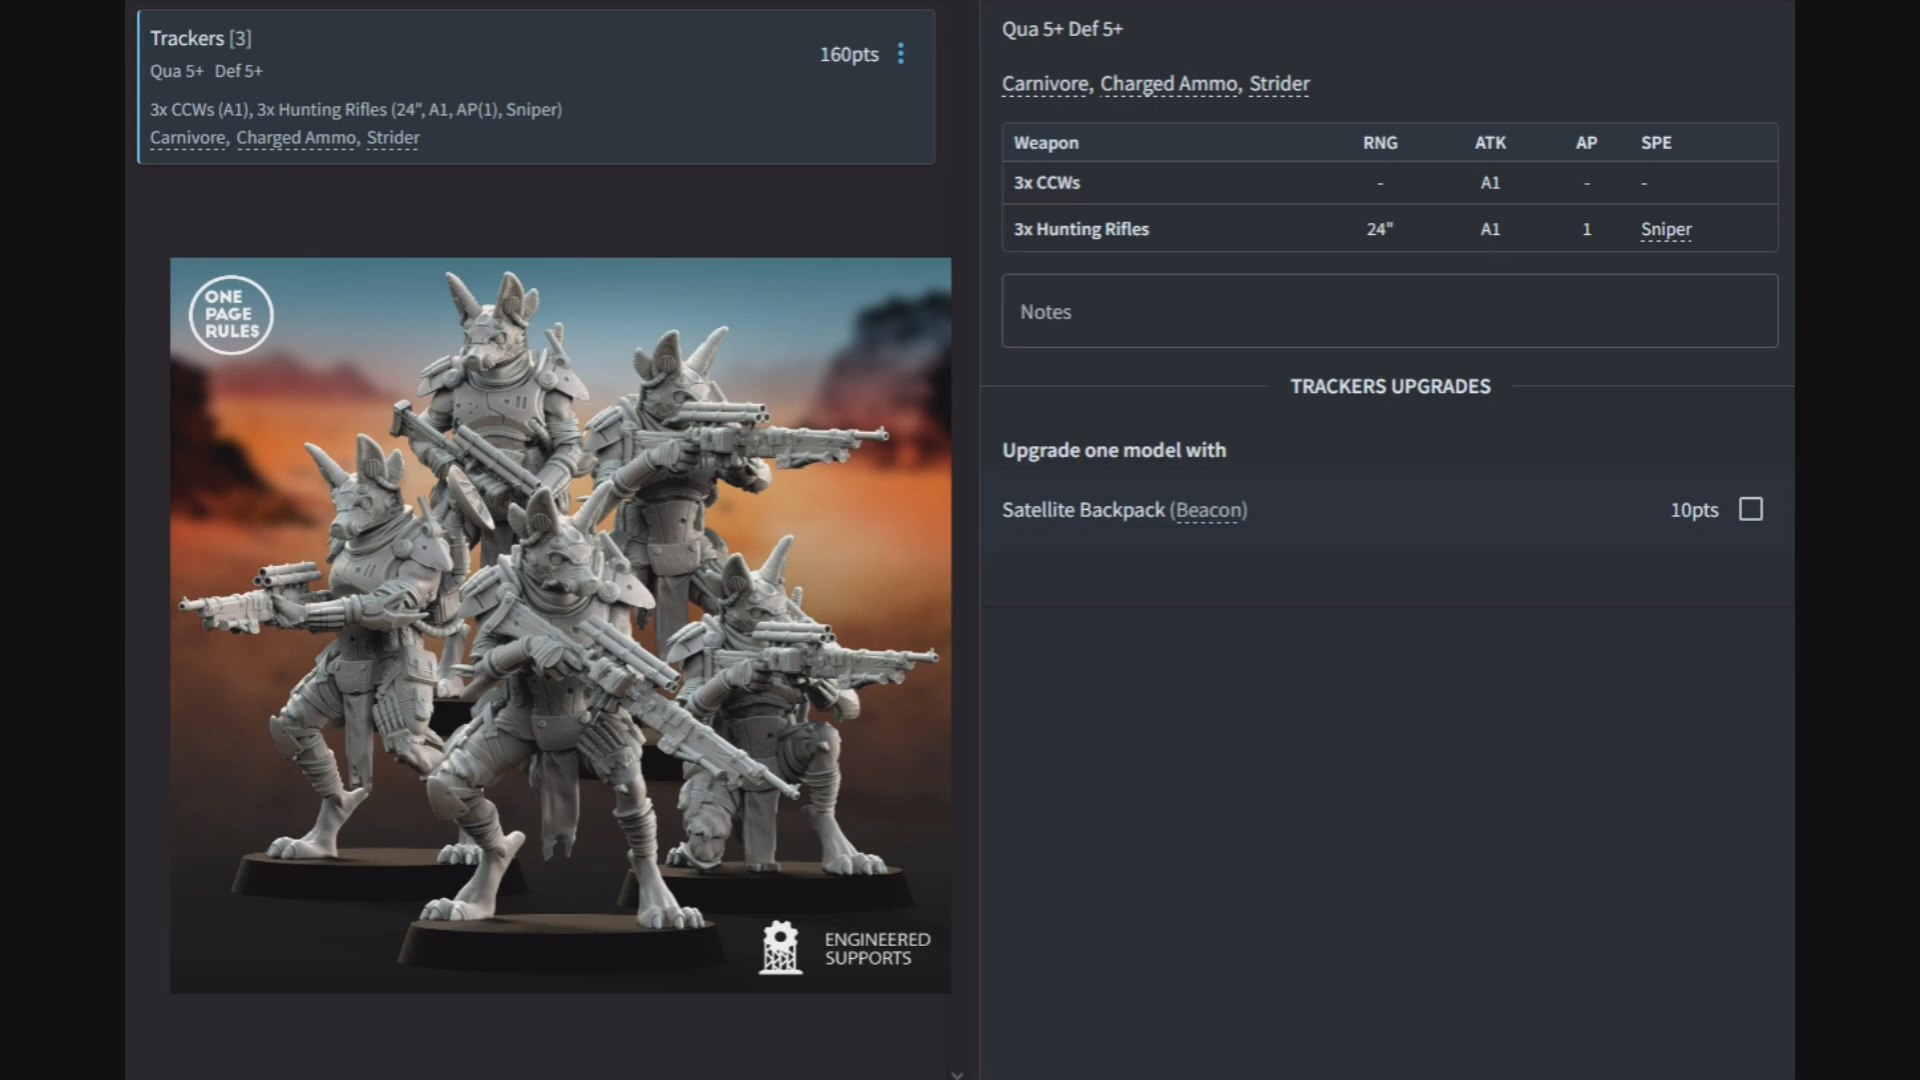 Trackers [3]
160pts
Qua 5+ Def 5+
3x CCWs (A1), 3x Hunting Rifles (24", A1, AP(1), Sniper)
Carnivore, Charged Ammo, Strider
ONE
PAGE
RULES
ENGINEERED
SUPPORTS
Qua 5+ Def 5+
Carnivore, Charged Ammo, Strider
Weapon RNG ATK AP SPE
3x CCWs - A1 - -
3x Hunting Rifles 24" A1 1 Sniper
Notes
TRACKERS UPGRADES
Upgrade one model with
Satellite Backpack (Beacon) 10pts